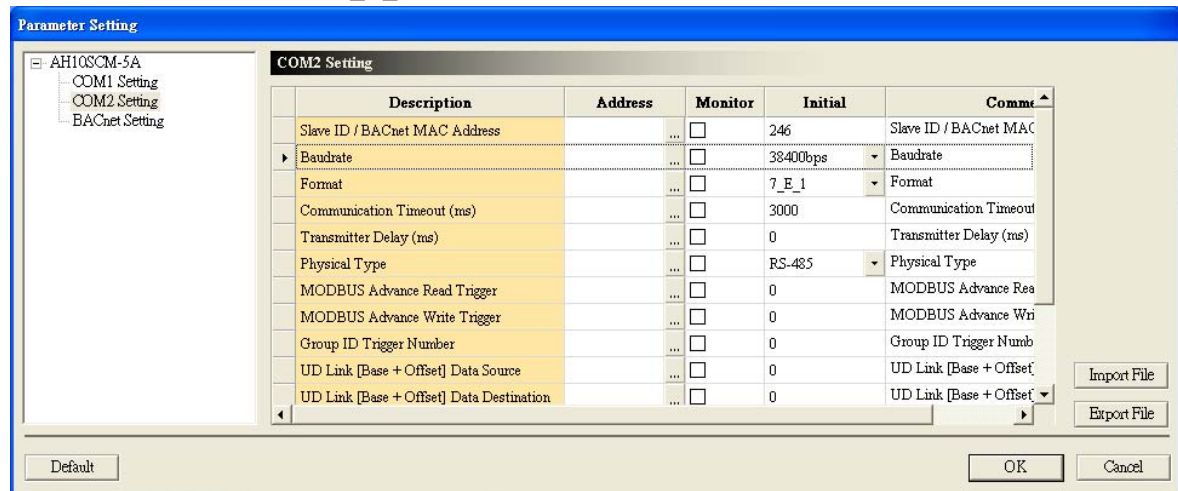 Parameter Setting
AH10SCM-5A
COM1 Setting
COM2 Setting
BACnet Setting
COM2 Setting
Description Address Monitor Initial Comme
Slave ID / BACnet MAC Address ... 246 Slave ID / BACnet MAC
Baudrate ... 38400bps Baudrate
Format ... 7_E_1 Format
Communication Timeout (ms) ... 3000 Communication Timeout
Transmitter Delay (ms) ... 0 Transmitter Delay (ms)
Physical Type ... RS-485 Physical Type
MODBUS Advance Read Trigger ... 0 MODBUS Advance Rea
MODBUS Advance Write Trigger ... 0 MODBUS Advance Wri
Group ID Trigger Number ... 0 Group ID Trigger Numb
UD Link [Base + Offset] Data Source ... 0 UD Link [Base + Offset]
UD Link [Base + Offset] Data Destination ... 0 UD Link [Base + Offset]
Import File
Export File
Default OK Cancel